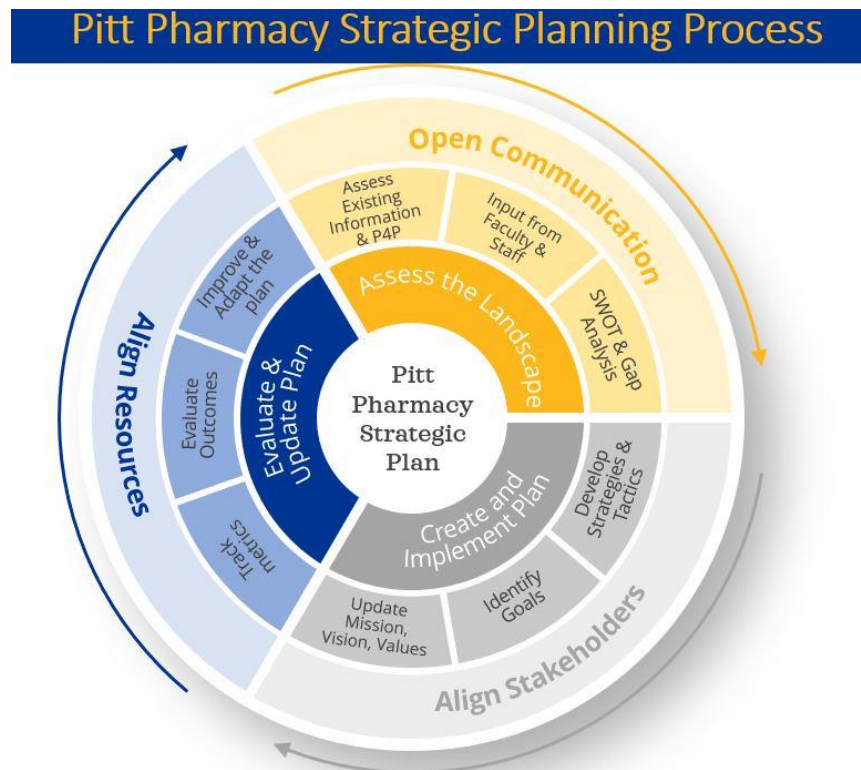 Pitt Pharmacy Strategic Planning Process
Open Communication
Assess
Existing
Information
& P4P
Input from
Faculty &
Staff
SWOT & Gap
Analysis
Assess the Landscape
Pitt
Pharmacy
Strategic
Plan
Create and
Implement Plan
Develop
Strategies &
Tactics
Identify
Goals
Update
Mission,
Vision, Values
Align Stakeholders
Evaluate &
Update Plan
Track
metrics
Evaluate
Outcomes
Improve &
Adapt the
plan
Align Resources